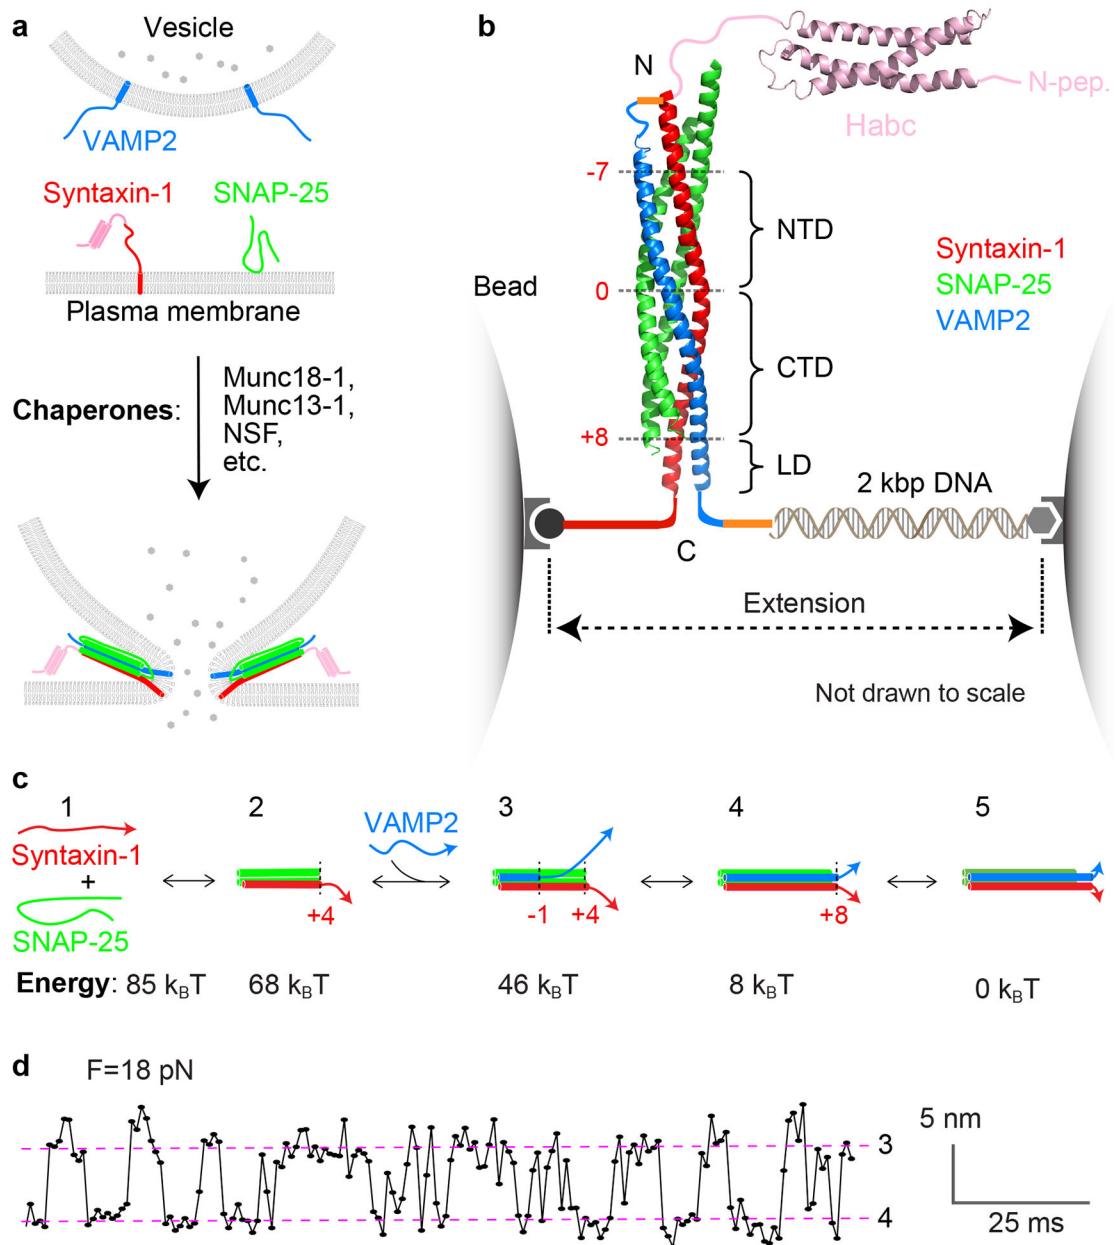 a
Vesicle
VAMP2
Syntaxin-1
SNAP-25
Plasma membrane
Chaperones:
Munc18-1,
Munc13-1,
NSF,
etc.
b
N
N-pep.
Habc
-7
NTD
Syntaxin-1
SNAP-25
VAMP2
Bead
0
CTD
+8
LD
2 kbp DNA
C
Extension
Not drawn to scale
c
1
2
3
4
5
Syntaxin-1
+
SNAP-25
VAMP2
+4
-1
+4
+8
Energy: 85 kBT
68 kBT
46 kBT
8 kBT
0 kBT
d
F=18 pN
3
4
5 nm
25 ms